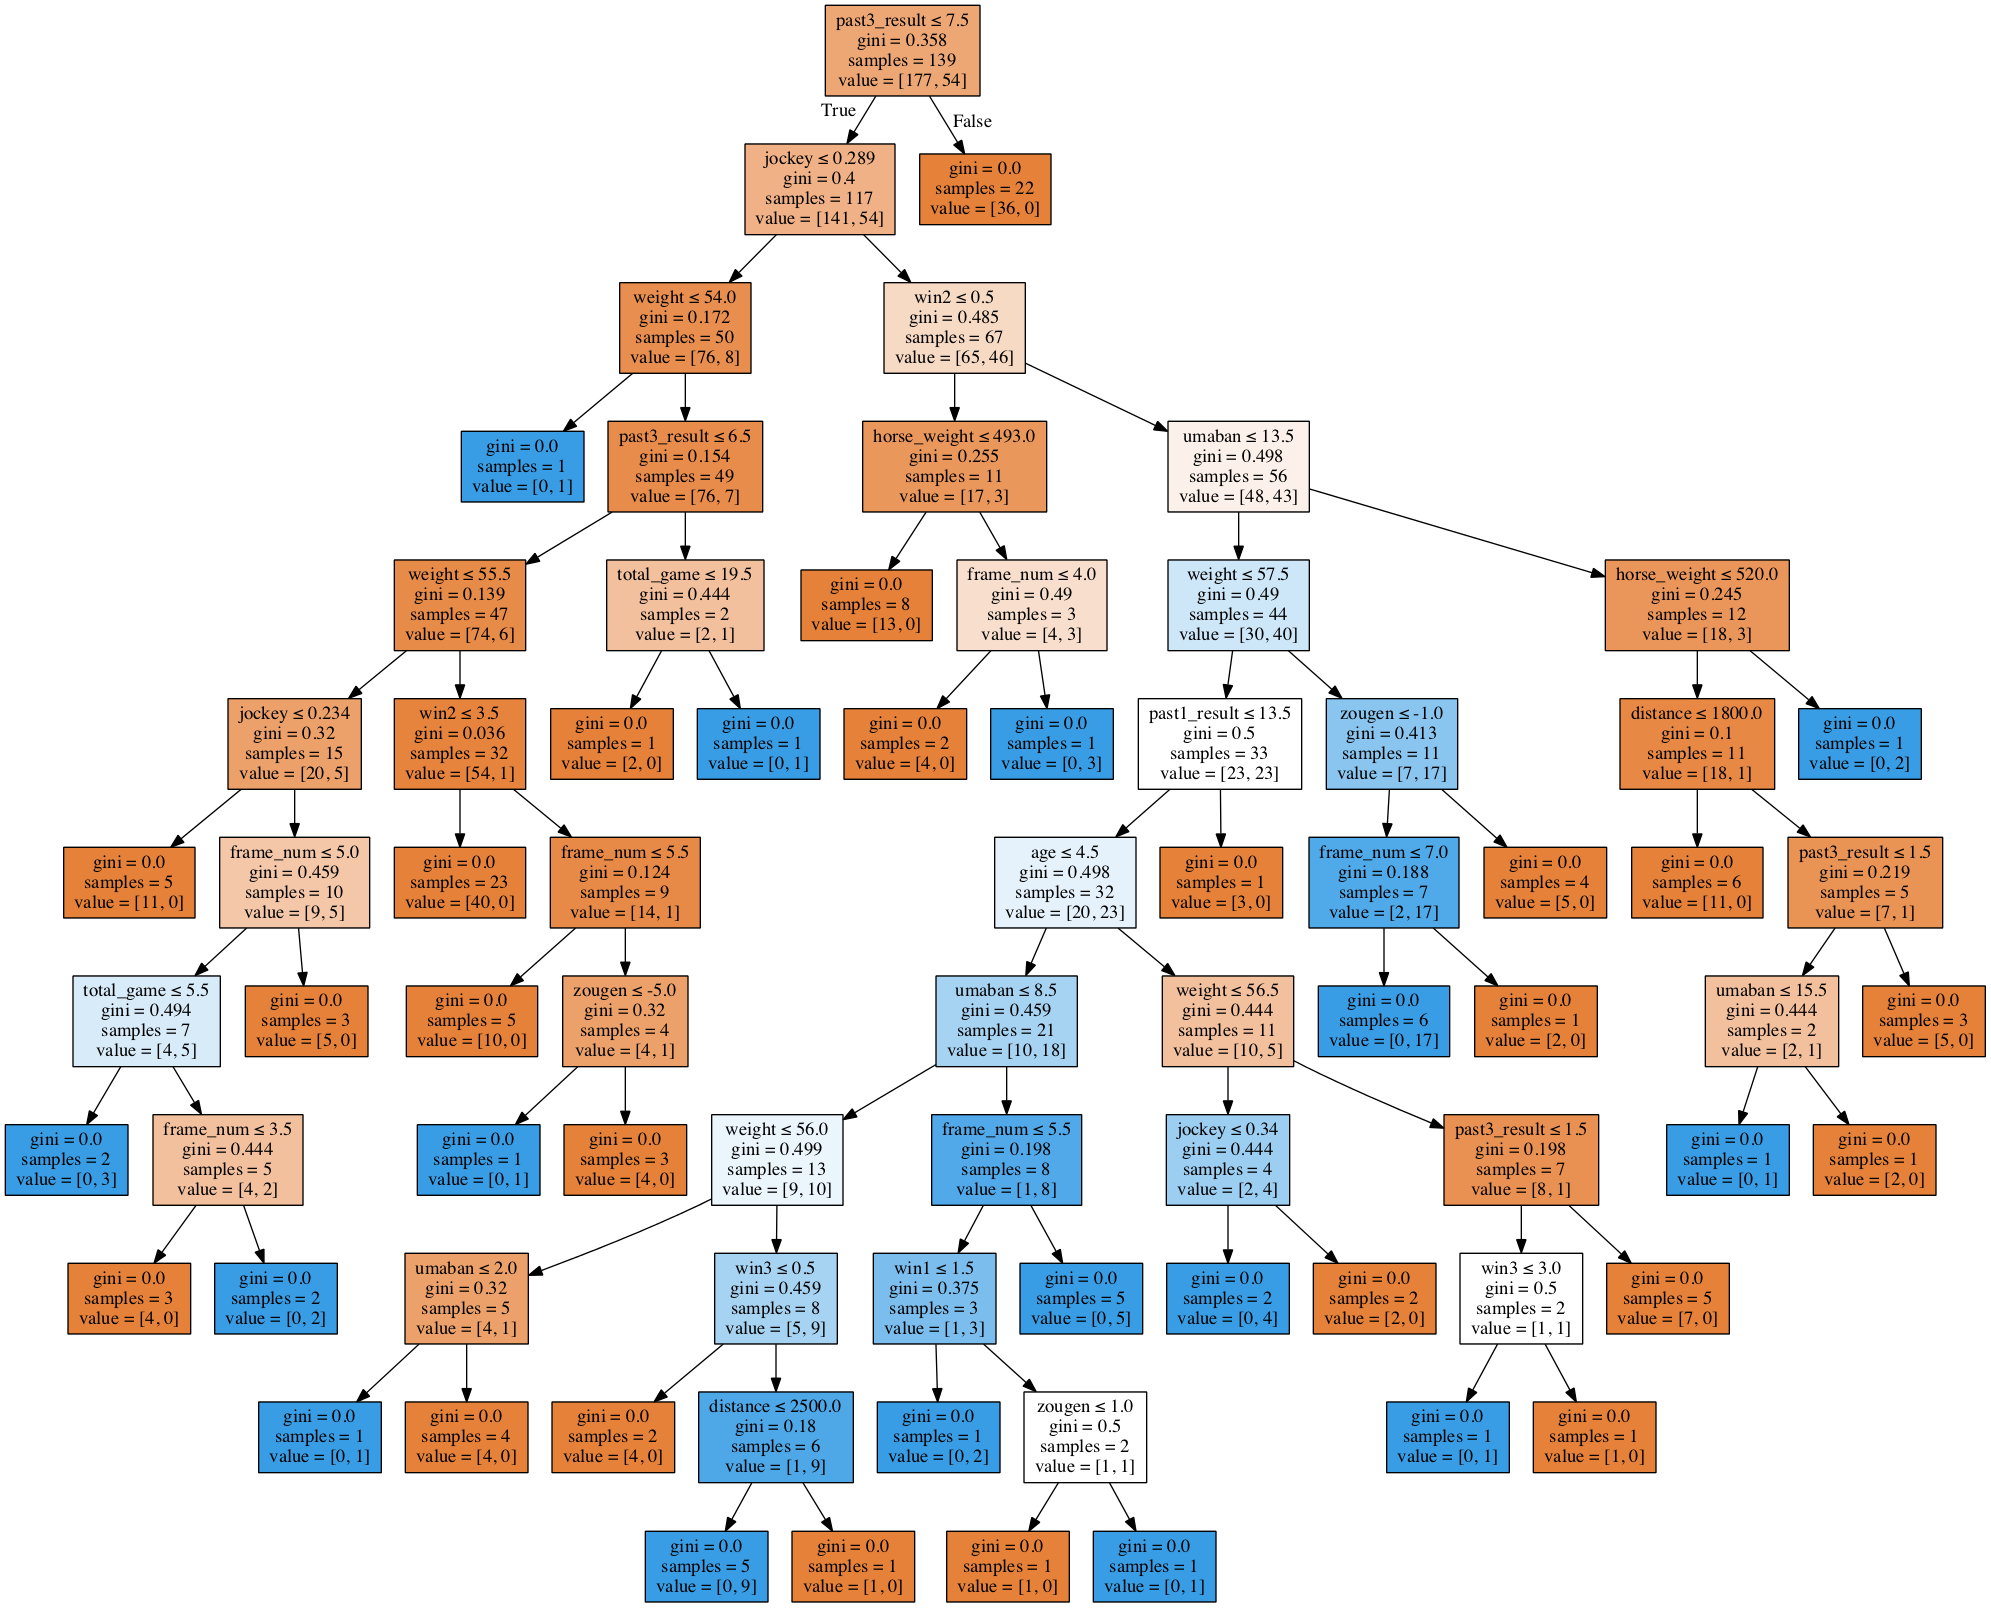 past3_result ≤ 7.5
gini = 0.358
samples = 139
value = [177, 54]
True
False
jockey ≤ 0.289
gini = 0.4
samples = 117
value = [141, 54]
gini = 0.0
samples = 22
value = [36, 0]
weight ≤ 54.0
gini = 0.172
samples = 50
value = [76, 8]
win2 ≤ 0.5
gini = 0.485
samples = 67
value = [65, 46]
gini = 0.0
samples = 1
value = [0, 1]
past3_result ≤ 6.5
gini = 0.154
samples = 49
value = [76, 7]
horse_weight ≤ 493.0
gini = 0.255
samples = 11
value = [17, 3]
umaban ≤ 13.5
gini = 0.498
samples = 56
value = [48, 43]
weight ≤ 55.5
gini = 0.139
samples = 47
value = [74, 6]
total_game ≤ 19.5
gini = 0.444
samples = 2
value = [2, 1]
gini = 0.0
samples = 8
value = [13, 0]
frame_num ≤ 4.0
gini = 0.49
samples = 3
value = [4, 3]
weight ≤ 57.5
gini = 0.49
samples = 44
value = [30, 40]
horse_weight ≤ 520.0
gini = 0.245
samples = 12
value = [18, 3]
jockey ≤ 0.234
gini = 0.32
samples = 15
value = [20, 5]
win2 ≤ 3.5
gini = 0.036
samples = 32
value = [54, 1]
gini = 0.0
samples = 1
value = [2, 0]
gini = 0.0
samples = 1
value = [0, 1]
gini = 0.0
samples = 2
value = [4, 0]
gini = 0.0
samples = 1
value = [0, 3]
past1_result ≤ 13.5
gini = 0.5
samples = 33
value = [23, 23]
zougen ≤ -1.0
gini = 0.413
samples = 11
value = [7, 17]
distance ≤ 1800.0
gini = 0.1
samples = 11
value = [18, 1]
gini = 0.0
samples = 1
value = [0, 2]
gini = 0.0
samples = 5
value = [11, 0]
frame_num ≤ 5.0
gini = 0.459
samples = 10
value = [9, 5]
gini = 0.0
samples = 23
value = [40, 0]
frame_num ≤ 5.5
gini = 0.124
samples = 9
value = [14, 1]
age ≤ 4.5
gini = 0.498
samples = 32
value = [20, 23]
gini = 0.0
samples = 1
value = [3, 0]
frame_num ≤ 7.0
gini = 0.188
samples = 7
value = [2, 17]
gini = 0.0
samples = 4
value = [5, 0]
gini = 0.0
samples = 6
value = [11, 0]
past3_result ≤ 1.5
gini = 0.219
samples = 5
value = [7, 1]
total_game ≤ 5.5
gini = 0.494
samples = 7
value = [4, 5]
gini = 0.0
samples = 3
value = [5, 0]
gini = 0.0
samples = 5
value = [10, 0]
zougen ≤ -5.0
gini = 0.32
samples = 4
value = [4, 1]
umaban ≤ 8.5
gini = 0.459
samples = 21
value = [10, 18]
weight ≤ 56.5
gini = 0.444
samples = 11
value = [10, 5]
gini = 0.0
samples = 6
value = [0, 17]
gini = 0.0
samples = 1
value = [2, 0]
umaban ≤ 15.5
gini = 0.444
samples = 2
value = [2, 1]
gini = 0.0
samples = 3
value = [5, 0]
gini = 0.0
samples = 2
value = [0, 3]
frame_num ≤ 3.5
gini = 0.444
samples = 5
value = [4, 2]
gini = 0.0
samples = 1
value = [0, 1]
gini = 0.0
samples = 3
value = [4, 0]
weight ≤ 56.0
gini = 0.499
samples = 13
value = [9, 10]
frame_num ≤ 5.5
gini = 0.198
samples = 8
value = [1, 8]
jockey ≤ 0.34
gini = 0.444
samples = 4
value = [2, 4]
past3_result ≤ 1.5
gini = 0.198
samples = 7
value = [8, 1]
gini = 0.0
samples = 1
value = [0, 1]
gini = 0.0
samples = 1
value = [2, 0]
gini = 0.0
samples = 3
value = [4, 0]
gini = 0.0
samples = 2
value = [0, 2]
umaban ≤ 2.0
gini = 0.32
samples = 5
value = [4, 1]
win3 ≤ 0.5
gini = 0.459
samples = 8
value = [5, 9]
win1 ≤ 1.5
gini = 0.375
samples = 3
value = [1, 3]
gini = 0.0
samples = 5
value = [0, 5]
gini = 0.0
samples = 2
value = [0, 4]
gini = 0.0
samples = 2
value = [2, 0]
win3 ≤ 3.0
gini = 0.5
samples = 2
value = [1, 1]
gini = 0.0
samples = 5
value = [7, 0]
gini = 0.0
samples = 1
value = [0, 1]
gini = 0.0
samples = 4
value = [4, 0]
gini = 0.0
samples = 2
value = [4, 0]
distance ≤ 2500.0
gini = 0.18
samples = 6
value = [1, 9]
gini = 0.0
samples = 1
value = [0, 2]
zougen ≤ 1.0
gini = 0.5
samples = 2
value = [1, 1]
gini = 0.0
samples = 1
value = [0, 1]
gini = 0.0
samples = 1
value = [1, 0]
gini = 0.0
samples = 5
value = [0, 9]
gini = 0.0
samples = 1
value = [1, 0]
gini = 0.0
samples = 1
value = [1, 0]
gini = 0.0
samples = 1
value = [0, 1]